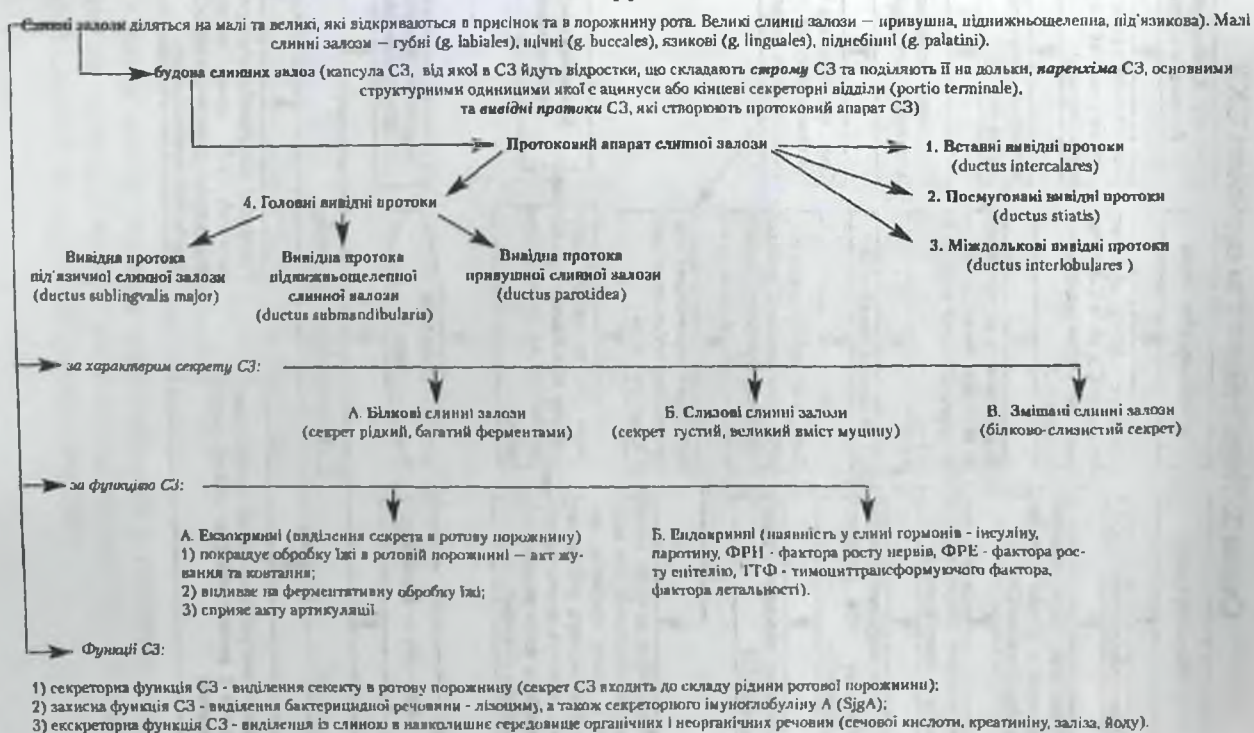 Слинні залози діляться на малі та великі, які відкриваються в присінок та в порожнину рота. Великі слинні залози — привушна, піднижньощелепна, під'язикова). Малі
слинні залози — губні (g. labiales), щічні (g. buccales), язикові (g. linguales), піднебінні (g. palatini).
будова слинних залоз (капсула СЗ, від якої в СЗ йдуть відростки, що складають строму СЗ та поділяють її на дольки, паренхіма СЗ, основними
структурними одиницями якої є ацинуси або кінцеві секреторні відділи (portio terminale),
та вивідні протоки СЗ, які створюють протоковий апарат СЗ)
Протоковий апарат слинної залози
1. Вставні вивідні протоки
(ductus intercalares)
2. Посмуговані вивідні протоки
(ductus stiatis)
3. Міждолькові вивідні протоки
(ductus interlobulares )
4. Головні вивідні протоки
Вивідна протока
під'язичної слинної залози
(ductus sublingvalis major)
Вивідна протока
піднижньощелепної
слинної залози
(ductus submandibularis)
Вивідна протока
привушної слинної залози
(ductus parotidea)
за характером секрету СЗ:
А. Білкові слинні залози
(секрет рідкий, багатий ферментами)
Б. Слизові слинні залози
(секрет густий, великий вміст муцину)
В. Змішані слинні залози
(білково-слизистий секрет)
за функцією СЗ:
А. Екзокринні (виділення секрета в ротову порожнину)
1) покращує обробку їжі в ротовій порожнині — акт жу-
вання та ковтання;
2) впливає на ферментативну обробку їжі;
3) сприяє акту артикуляції
Б. Ендокринні (наявність у слині гормонів - інсуліну,
паротину, ФРН - фактора росту нервів, ФРЕ - фактора рос-
ту епітелію, ТТФ - тимоциттрансформуючого фактора,
фактора летальності).
Функції СЗ:
1) секреторна функція СЗ - виділення секекту в ротову порожнину (секрет СЗ входить до складу рідини ротової порожнини);
2) захисна функція СЗ - виділення бактерицидної речовини - лізоциму, а також секреторного імуноглобуліну А (SjgA);
3) екскреторна функція СЗ - виділення із слиною в навколишнє середовище органічних і неорганічних речовин (сечової кислоти, креатиніну, заліза, йоду).